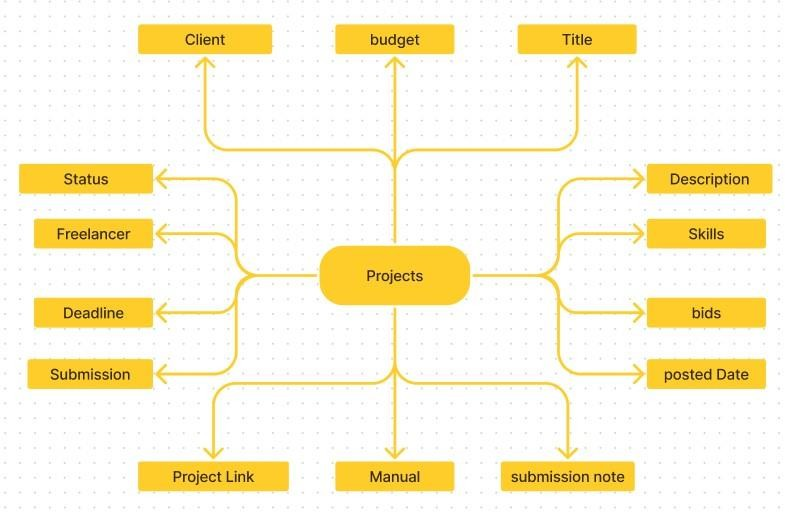 Client
budget
Title
Status
Description
Freelancer
Skills
Projects
Deadline
bids
Submission
posted Date
Project Link
Manual
submission note